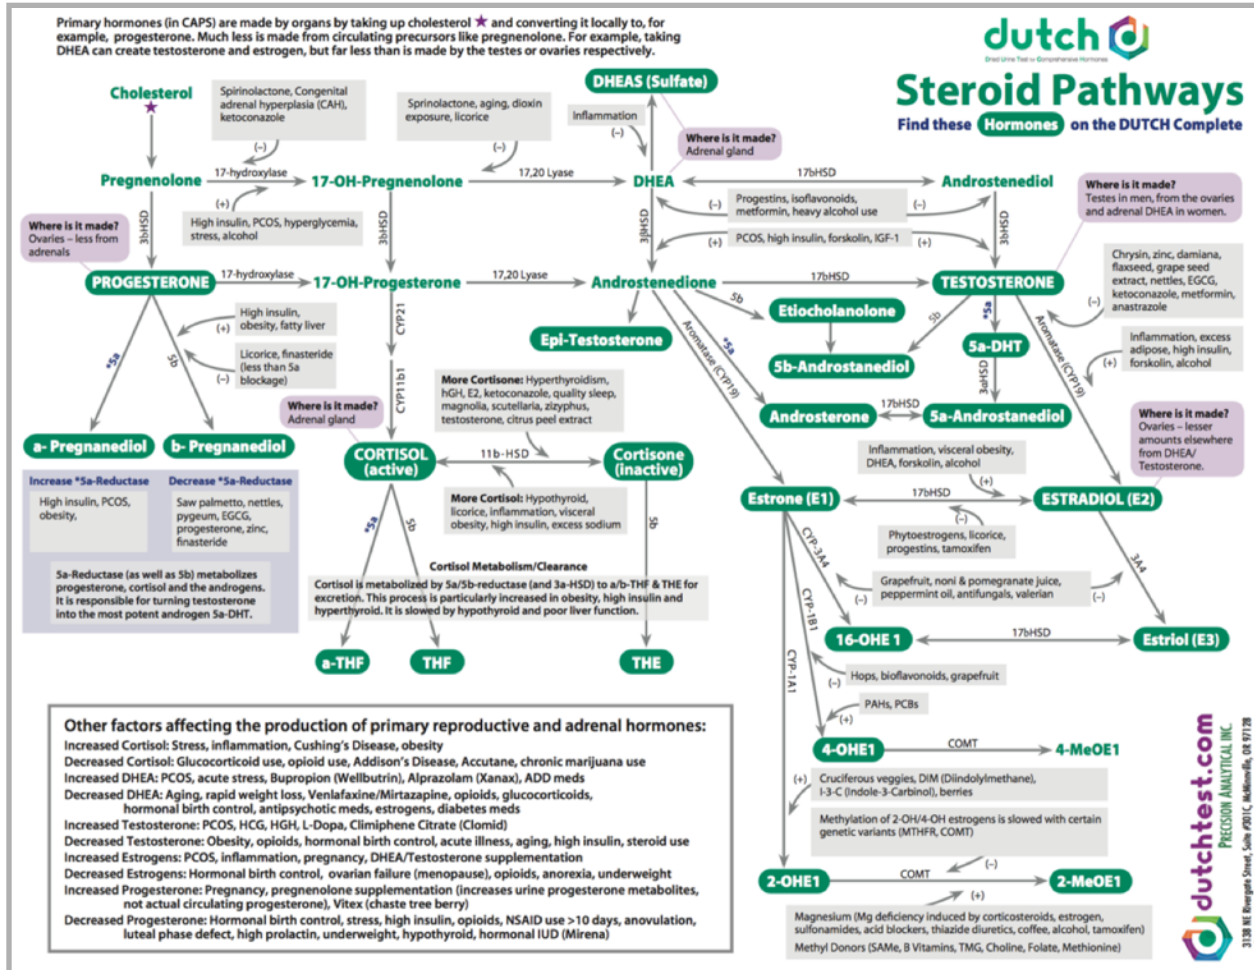 Primary hormones (in CAPS) are made by organs by taking up cholesterol ★ and converting it locally to, for
example, progesterone. Much less is made from circulating precursors like pregnenolone. For example, taking
DHEA can create testosterone and estrogen, but far less than is made by the testes or ovaries respectively.
dutch
Dried Urine Test for Comprehensive Hormones
Steroid Pathways
Find these Hormones on the DUTCH Complete
Cholesterol
Spirinolactone, Congenital
adrenal hyperplasia (CAH),
ketoconazole
(–)
Sprinolactone, aging, dioxin
exposure, licorice
(–)
DHEAS (Sulfate)
Inflammation
(–)
Where is it made?
Adrenal gland
Pregnenolone
17-hydroxylase
17-OH-Pregnenolone
17,20 Lyase
DHEA
17bHSD
Androstenediol
(+)
High insulin, PCOS, hyperglycemia,
stress, alcohol
(–)
Progestins, isoflavonoids,
metformin, heavy alcohol use
(–)
(+)
PCOS, high insulin, forskolin, IGF-1
(+)
Where is it made?
Testes in men, from the ovaries
and adrenal DHEA in women.
Where is it made?
Ovaries – less from
adrenals
3bHSD
3bHSD
3βHSD
3bHSD
PROGESTERONE
17-hydroxylase
17-OH-Progesterone
17,20 Lyase
Androstenedione
17bHSD
TESTOSTERONE
Chrysin, zinc, damiana,
flaxseed, grape seed
extract, nettles, EGCG,
ketoconazole, metformin,
anastrazole
(–)
(+)
High insulin,
obesity, fatty liver
Licorice, finasteride
(less than 5a
blockage)
(–)
*5a
5b
CYP21
CYP11b1
Epi-Testosterone
5b
Etiocholanolone
5b
*5a
5a-DHT
5b-Androstanediol
3aHSD
Aromatase (CYP19)
*5a
Aromatase (CYP19)
Inflammation, excess
adipose, high insulin,
forskolin, alcohol
(+)
Androsterone
17bHSD
5a-Androstanediol
More Cortisone: Hyperthyroidism,
hGH, E2, ketoconazole, quality sleep,
magnolia, scutellaria, zizyphus,
testosterone, citrus peel extract
Where is it made?
Adrenal gland
Where is it made?
Ovaries – lesser
amounts elsewhere
from DHEA/
Testosterone.
a- Pregnanediol
b- Pregnanediol
CORTISOL
(active)
11b-HSD
Cortisone
(inactive)
Inflammation, visceral obesity,
DHEA, forskolin, alcohol
(+)
Increase *5a-Reductase
High insulin, PCOS,
obesity,
Decrease *5a-Reductase
Saw palmetto, nettles,
pygeum, EGCG,
progesterone, zinc,
finasteride
5a-Reductase (as well as 5b) metabolizes
progesterone, cortisol and the androgens.
It is responsible for turning testosterone
into the most potent androgen 5a-DHT.
More Cortisol: Hypothyroid,
licorice, inflammation, visceral
obesity, high insulin, excess sodium
Estrone (E1)
17bHSD
ESTRADIOL (E2)
(–)
Phytoestrogens, licorice,
progestins, tamoxifen
*5a
5b
5b
Cortisol Metabolism/Clearance
Cortisol is metabolized by 5a/5b-reductase (and 3a-HSD) to a/b-THF & THE for
excretion. This process is particularly increased in obesity, high insulin and
hyperthyroid. It is slowed by hypothyroid and poor liver function.
CYP-3A4
CYP-1B1
CYP-1A1
3A4
(–)
Grapefruit, noni & pomegranate juice,
peppermint oil, antifungals, valerian
(–)
a-THF
THF
THE
16-OHE 1
17bHSD
Estriol (E3)
Hops, bioflavonoids, grapefruit
(–)
PAHs, PCBs
(+)
4-OHE1
COMT
4-MeOE1
(+)
Cruciferous veggies, DIM (Diindolylmethane),
I-3-C (Indole-3-Carbinol), berries
Methylation of 2-OH/4-OH estrogens is slowed with certain
genetic variants (MTHFR, COMT)
(–)
2-OHE1
COMT
2-MeOE1
(+)
Magnesium (Mg deficiency induced by corticosteroids, estrogen,
sulfonamides, acid blockers, thiazide diuretics, coffee, alcohol, tamoxifen)
Methyl Donors (SAMe, B Vitamins, TMG, Choline, Folate, Methionine)
Other factors affecting the production of primary reproductive and adrenal hormones:
Increased Cortisol: Stress, inflammation, Cushing's Disease, obesity
Decreased Cortisol: Glucocorticoid use, opioid use, Addison's Disease, Accutane, chronic marijuana use
Increased DHEA: PCOS, acute stress, Bupropion (Wellbutrin), Alprazolam (Xanax), ADD meds
Decreased DHEA: Aging, rapid weight loss, Venlafaxine/Mirtazapine, opioids, glucocorticoids,
hormonal birth control, antipsychotic meds, estrogens, diabetes meds
Increased Testosterone: PCOS, HCG, HGH, L-Dopa, Climiphene Citrate (Clomid)
Decreased Testosterone: Obesity, opioids, hormonal birth control, acute illness, aging, high insulin, steroid use
Increased Estrogens: PCOS, inflammation, pregnancy, DHEA/Testosterone supplementation
Decreased Estrogens: Hormonal birth control, ovarian failure (menopause), opioids, anorexia, underweight
Increased Progesterone: Pregnancy, pregnenolone supplementation (increases urine progesterone metabolites,
not actual circulating progesterone), Vitex (chaste tree berry)
Decreased Progesterone: Hormonal birth control, stress, high insulin, opioids, NSAID use >10 days, anovulation,
luteal phase defect, high prolactin, underweight, hypothyroid, hormonal IUD (Mirena)
dutchtest.com
PRECISION ANALYTICAL INC.
3138 NE Rivergate Street, Suite #301C, McMinnville, OR 97128